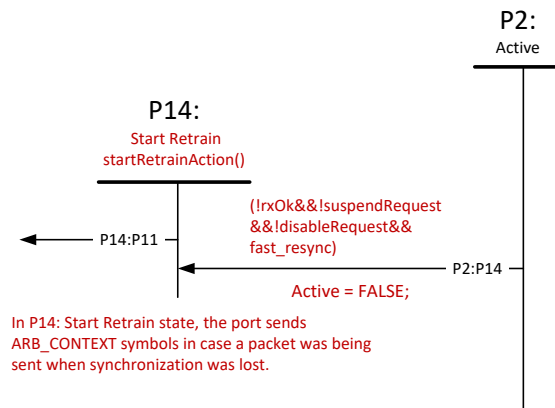 P2:
Active
P14:
Start Retrain
startRetrainAction()
(!rxOk&&!suspendRequest
&&!disableRequest&&
fast_resync)
P14:P11
P2:P14
Active = FALSE;
In P14: Start Retrain state, the port sends
ARB_CONTEXT symbols in case a packet was being
sent when synchronization was lost.